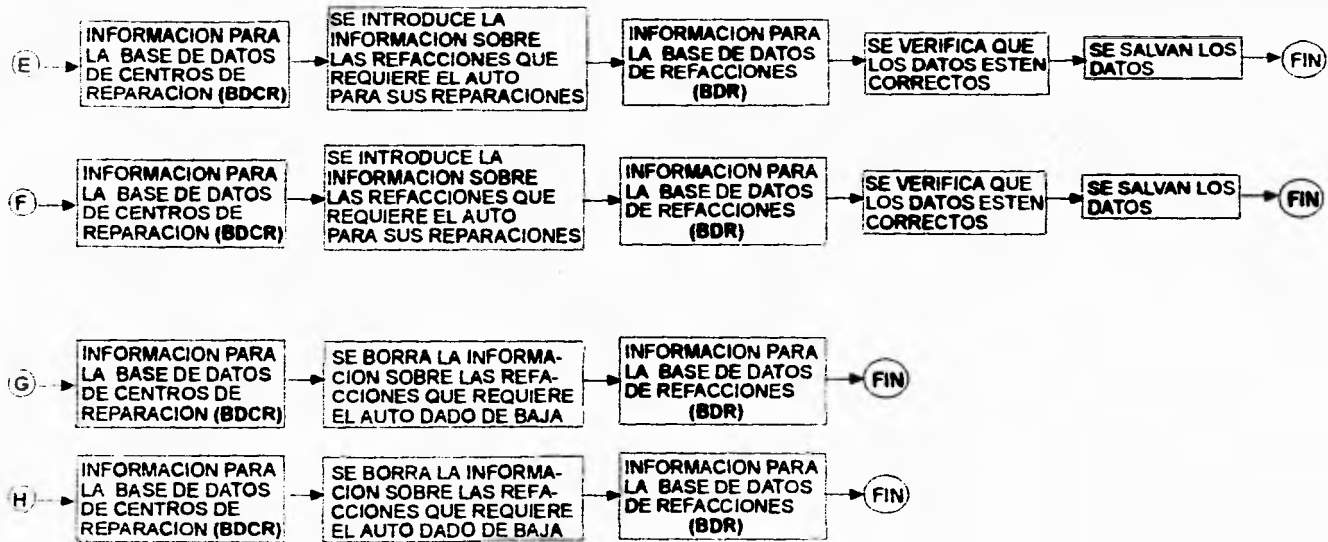 E
INFORMACION PARA
LA BASE DE DATOS
DE CENTROS DE
REPARACION (BDCR)
SE INTRODUCE LA
INFORMACION SOBRE
LAS REFACCIONES QUE
REQUIERE EL AUTO
PARA SUS REPARACIONES
INFORMACION PARA
LA BASE DE DATOS
DE REFACCIONES
(BDR)
SE VERIFICA QUE
LOS DATOS ESTEN
CORRECTOS
SE SALVAN LOS
DATOS
FIN
F
INFORMACION PARA
LA BASE DE DATOS
DE CENTROS DE
REPARACION (BDCR)
SE INTRODUCE LA
INFORMACION SOBRE
LAS REFACCIONES QUE
REQUIERE EL AUTO
PARA SUS REPARACIONES
INFORMACION PARA
LA BASE DE DATOS
DE REFACCIONES
(BDR)
SE VERIFICA QUE
LOS DATOS ESTEN
CORRECTOS
SE SALVAN LOS
DATOS
FIN
G
INFORMACION PARA
LA BASE DE DATOS
DE CENTROS DE
REPARACION (BDCR)
SE BORRA LA INFORMA-
CION SOBRE LAS REFA-
CCIONES QUE REQUIERE
EL AUTO DADO DE BAJA
INFORMACION PARA
LA BASE DE DATOS
DE REFACCIONES
(BDR)
FIN
H
INFORMACION PARA
LA BASE DE DATOS
DE CENTROS DE
REPARACION (BDCR)
SE BORRA LA INFORMA-
CION SOBRE LAS REFA-
CCIONES QUE REQUIERE
EL AUTO DADO DE BAJA
INFORMACION PARA
LA BASE DE DATOS
DE REFACCIONES
(BDR)
FIN